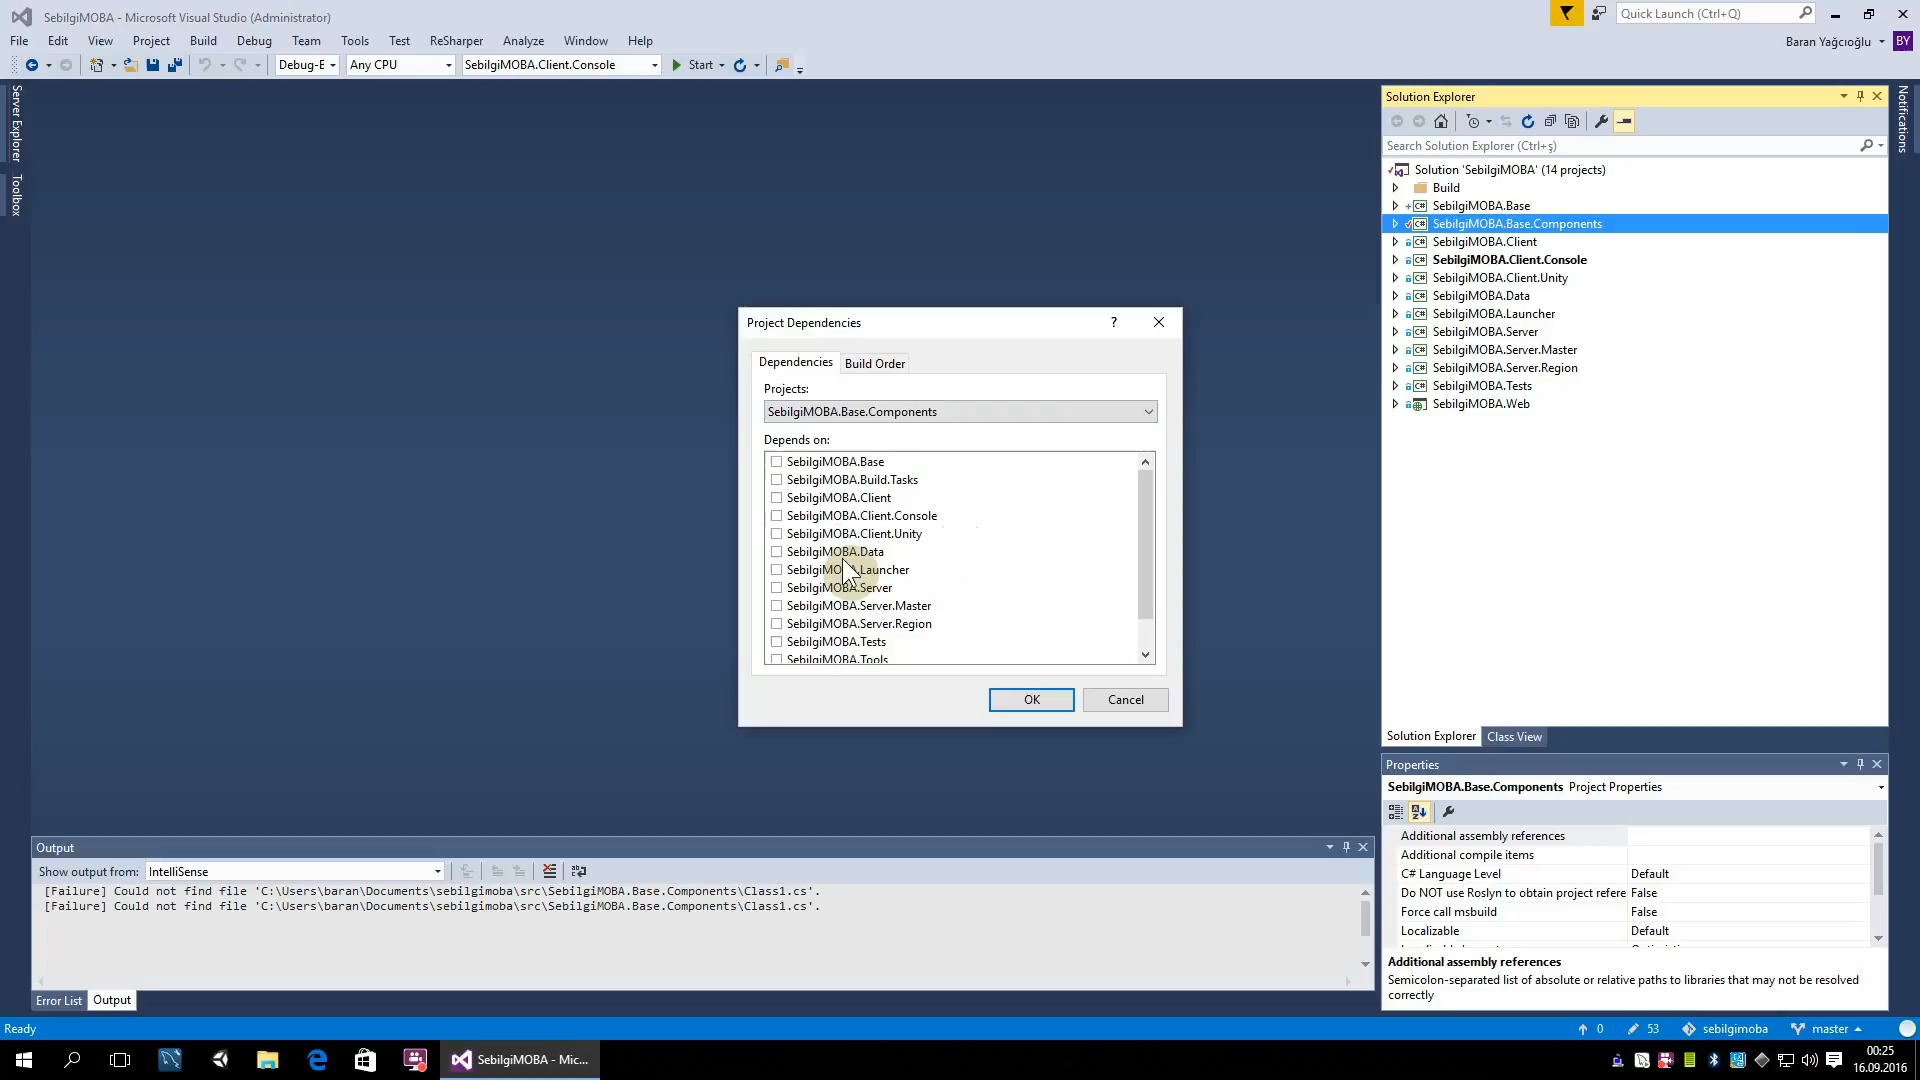 SebilgiMOBA - Microsoft Visual Studio (Administrator)
Quick Launch (Ctrl+Q)
File Edit View Project Build Debug Team Tools Test ReSharper Analyze Window Help
Baran Yağcıoğlu BY
Debug-E Any CPU SebilgiMOBA.Client.Console Start
Server Explorer
Toolbox
Notifications
Solution Explorer
Search Solution Explorer (Ctrl+ş)
Solution 'SebilgiMOBA' (14 projects)
Build
SebilgiMOBA.Base
SebilgiMOBA.Base.Components
SebilgiMOBA.Client
SebilgiMOBA.Client.Console
SebilgiMOBA.Client.Unity
SebilgiMOBA.Data
SebilgiMOBA.Launcher
SebilgiMOBA.Server
SebilgiMOBA.Server.Master
SebilgiMOBA.Server.Region
SebilgiMOBA.Tests
SebilgiMOBA.Web
Solution Explorer Class View
Project Dependencies
?
Dependencies Build Order
Projects:
SebilgiMOBA.Base.Components
Depends on:
SebilgiMOBA.Base
SebilgiMOBA.Build.Tasks
SebilgiMOBA.Client
SebilgiMOBA.Client.Console
SebilgiMOBA.Client.Unity
SebilgiMOBA.Data
SebilgiMOBA.Launcher
SebilgiMOBA.Server
SebilgiMOBA.Server.Master
SebilgiMOBA.Server.Region
SebilgiMOBA.Tests
SebilgiMOBA.Tools
OK Cancel
Properties
SebilgiMOBA.Base.Components Project Properties
Additional assembly references
Additional compile items
C# Language Level Default
Do NOT use Roslyn to obtain project refere False
Force call msbuild False
Localizable Default
Additional assembly references
Semicolon-separated list of absolute or relative paths to libraries that may not be resolved
correctly
Output
Show output from: IntelliSense
[Failure] Could not find file 'C:\Users\baran\Documents\sebilgimoba\src\SebilgiMOBA.Base.Components\Class1.cs'.
[Failure] Could not find file 'C:\Users\baran\Documents\sebilgimoba\src\SebilgiMOBA.Base.Components\Class1.cs'.
Error List Output
Ready
0 53 sebilgimoba master
SebilgiMOBA - Mic...
00:25
16.09.2016